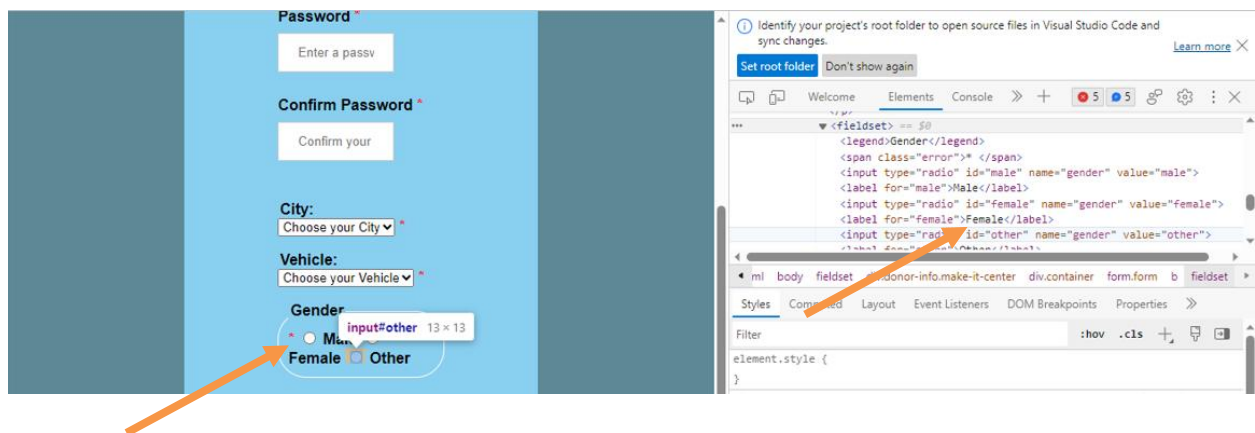 Password *
Enter a passv
Confirm Password *
Confirm your
City:
Choose your City *
Vehicle:
Choose your Vehicle *
Gender
input#other 13 × 13
* Ma
Female Other
Identify your project's root folder to open source files in Visual Studio Code and
sync changes.
Learn more
Set root folder Don't show again
Welcome Elements Console » + 5 5
... <fieldset> == $0
<legend>Gender</legend>
<span class="error">* </span>
<input type="radio" id="male" name="gender" value="male">
<label for="male">Male</label>
<input type="radio" id="female" name="gender" value="female">
<label for="female">Female</label>
<input type="radio" id="other" name="gender" value="other">
ml body fieldset div.donor-info.make-it-center div.container form.form b fieldset
Styles Computed Layout Event Listeners DOM Breakpoints Properties »
Filter :hov .cls +
element.style {
}